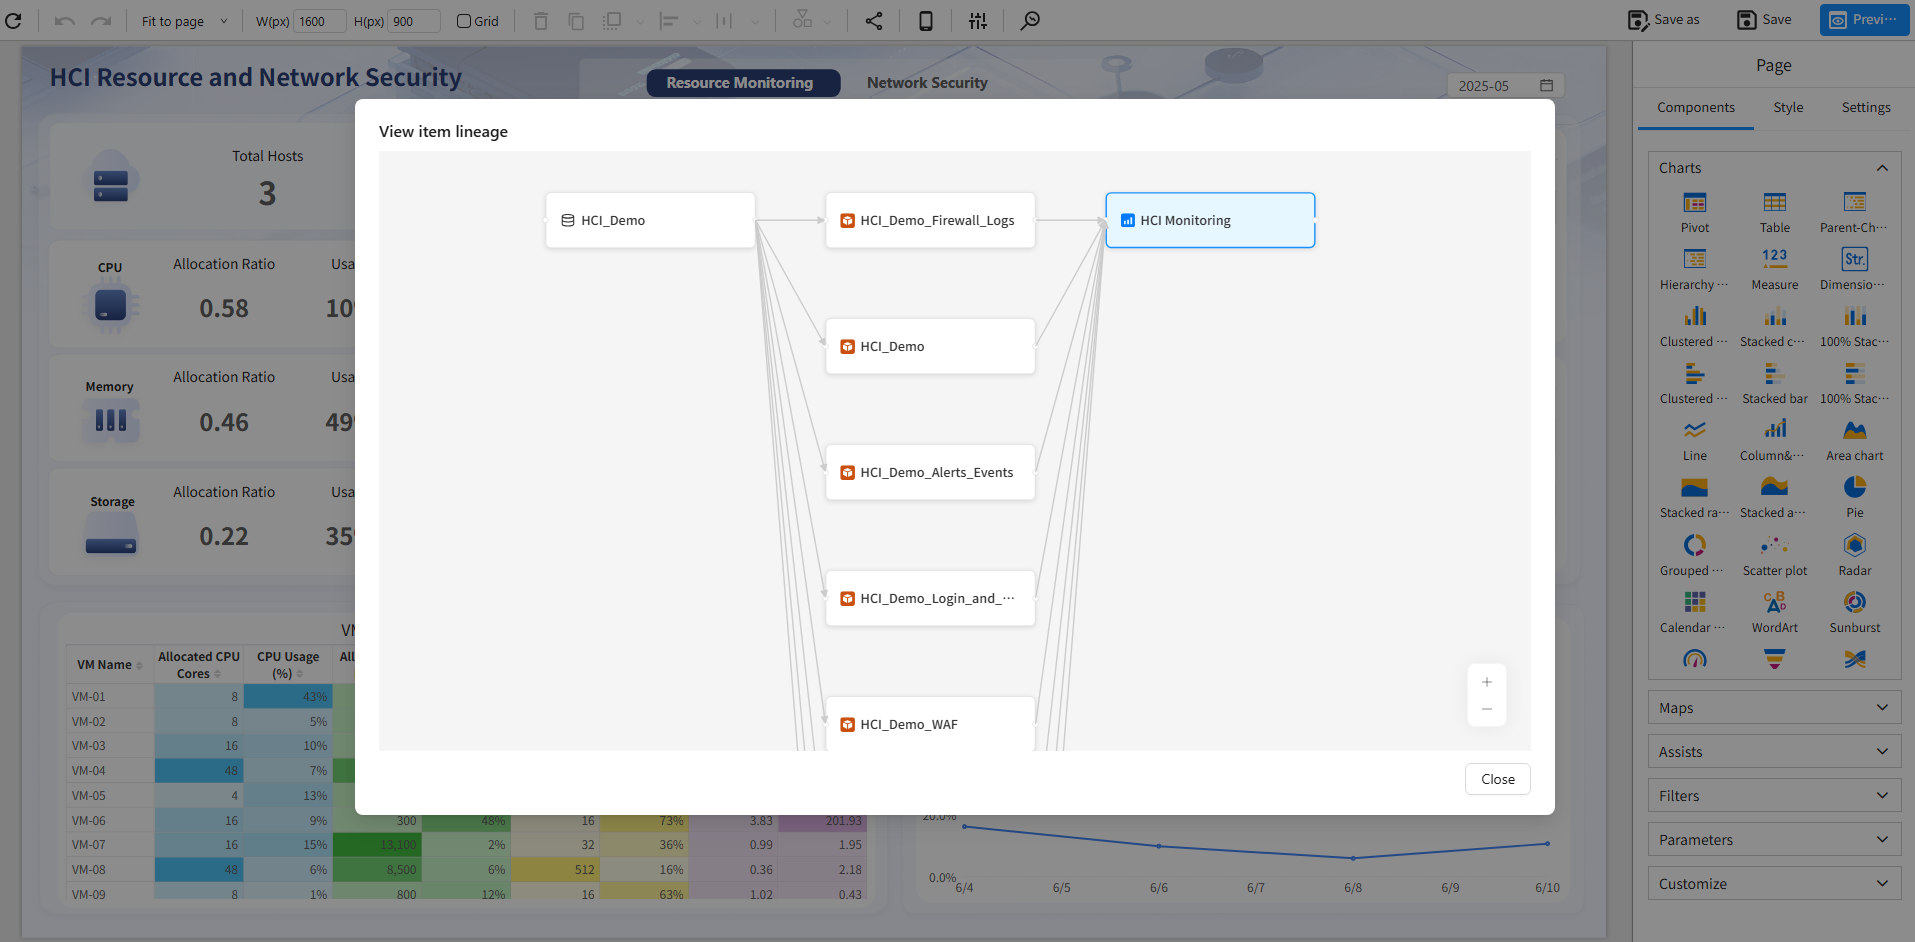 Fit to page
W(px) 1600 H(px) 900 Grid
Save as
Save
Previ···
HCI Resource and Network Security
Resource Monitoring
Network Security
2025-05
Total Hosts
3
CPU
Allocation Ratio
Usa
0.58
10
Memory
Allocation Ratio
Usa
0.46
49
Storage
Allocation Ratio
Usa
0.22
35
View item lineage
HCI_Demo
HCI_Demo_Firewall_Logs
HCI Monitoring
HCI_Demo
HCI_Demo_Alerts_Events
HCI_Demo_Login_and_···
HCI_Demo_WAF
+
−
Close
VM Name Allocated CPU Cores CPU Usage (%) All
VM-01 8 43%
VM-02 8 5%
VM-03 16 10%
VM-04 48 7%
VM-05 4 13%
VM-06 16 9% 300 48% 16 73% 3.83 201.93
VM-07 16 15% 13,100 2% 32 36% 0.99 1.95
VM-08 48 6% 8,500 6% 512 16% 0.36 2.18
VM-09 8 1% 800 12% 16 63% 1.02 0.43
20.0%
0.0%
6/4 6/5 6/6 6/7 6/8 6/9 6/10
Page
Components Style Settings
Charts
Pivot Table Parent-Ch···
123 Str.
Hierarchy ··· Measure Dimensio···
Clustered ··· Stacked c··· 100% Stac···
Clustered ··· Stacked bar 100% Stac···
Line Column&··· Area chart
Stacked ra··· Stacked a··· Pie
Grouped ··· Scatter plot Radar
Calendar ··· WordArt Sunburst
Maps
Assists
Filters
Parameters
Customize